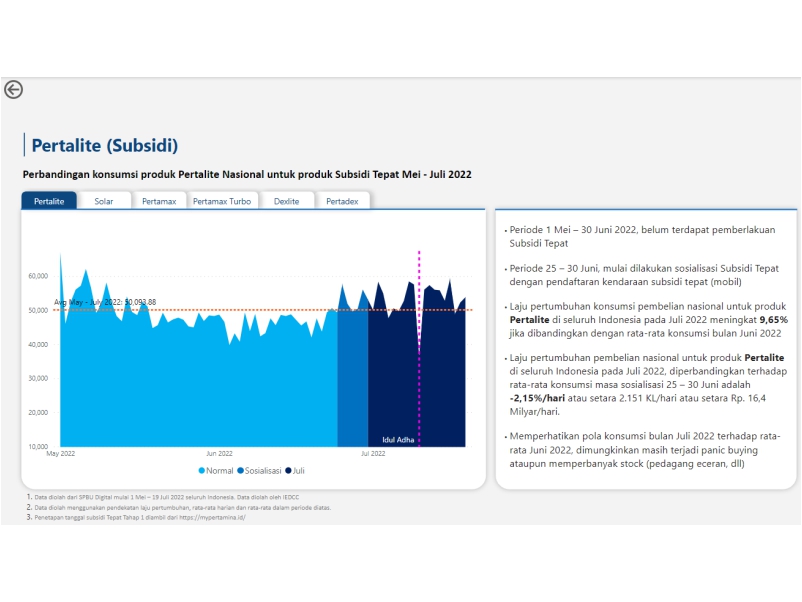 Pertalite (Subsidi)
Perbandingan konsumsi produk Pertalite Nasional untuk produk Subsidi Tepat Mei - Juli 2022
Pertalite Solar Pertamax Pertamax Turbo Dexlite Pertadex
60,000
Avg May - July 2022: 50,093.88
50,000
40,000
30,000
20,000
10,000
Idul Adha
May 2022 Jun 2022 Jul 2022
Normal Sosialisasi Juli
• Periode 1 Mei – 30 Juni 2022, belum terdapat pemberlakuan
Subsidi Tepat
• Periode 25 – 30 Juni, mulai dilakukan sosialisasi Subsidi Tepat
dengan pendaftaran kendaraan subsidi tepat (mobil)
• Laju pertumbuhan konsumsi pembelian nasional untuk produk
Pertalite di seluruh Indonesia pada Juli 2022 meningkat 9,65%
jika dibandingkan dengan rata-rata konsumsi bulan Juni 2022
• Laju pertumbuhan pembelian nasional untuk produk Pertalite
di seluruh Indonesia pada Juli 2022, diperbandingkan terhadap
rata-rata konsumsi masa sosialisasi 25 – 30 Juni adalah
-2,15%/hari atau setara 2.151 KL/hari atau setara Rp. 16,4
Milyar/hari.
• Memperhatikan pola konsumsi bulan Juli 2022 terhadap rata-
rata Juni 2022, dimungkinkan masih terjadi panic buying
ataupun memperbanyak stock (pedagang eceran, dll)
1. Data diolah dari SPBU Digital mulai 1 Mei – 19 Juli 2022 seluruh Indonesia. Data diolah oleh IEDCC
2. Data diolah menggunakan pendekatan laju pertumbuhan, rata-rata harian dan rata-rata dalam periode diatas.
3. Penetapan tanggal subsidi Tepat Tahap 1 diambil dari https://mypertamina.id/